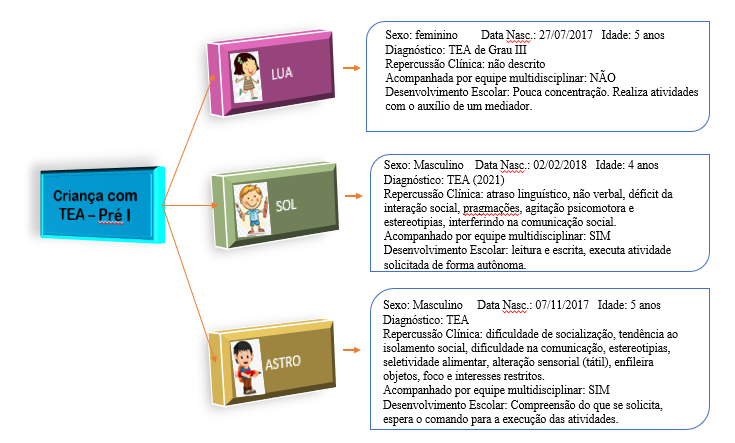 Criança com
TEA – Pré I
LUA
Sexo: feminino Data Nasc.: 27/07/2017 Idade: 5 anos
Diagnóstico: TEA de Grau III
Repercussão Clínica: não descrito
Acompanhada por equipe multidisciplinar: NÃO
Desenvolvimento Escolar: Pouca concentração. Realiza atividades
com o auxílio de um mediador.
SOL
Sexo: Masculino Data Nasc.: 02/02/2018 Idade: 4 anos
Diagnóstico: TEA (2021)
Repercussão Clínica: atraso linguístico, não verbal, déficit da
interação social, pragmações, agitação psicomotora e
estereotipias, interferindo na comunicação social.
Acompanhado por equipe multidisciplinar: SIM
Desenvolvimento Escolar: leitura e escrita, executa atividade
solicitada de forma autônoma.
ASTRO
Sexo: Masculino Data Nasc.: 07/11/2017 Idade: 5 anos
Diagnóstico: TEA
Repercussão Clínica: dificuldade de socialização, tendência ao
isolamento social, dificuldade na comunicação, estereotipias,
seletividade alimentar, alteração sensorial (tátil), enfileira
objetos, foco e interesses restritos.
Acompanhado por equipe multidisciplinar: SIM
Desenvolvimento Escolar: Compreensão do que se solicita,
espera o comando para a execução das atividades.